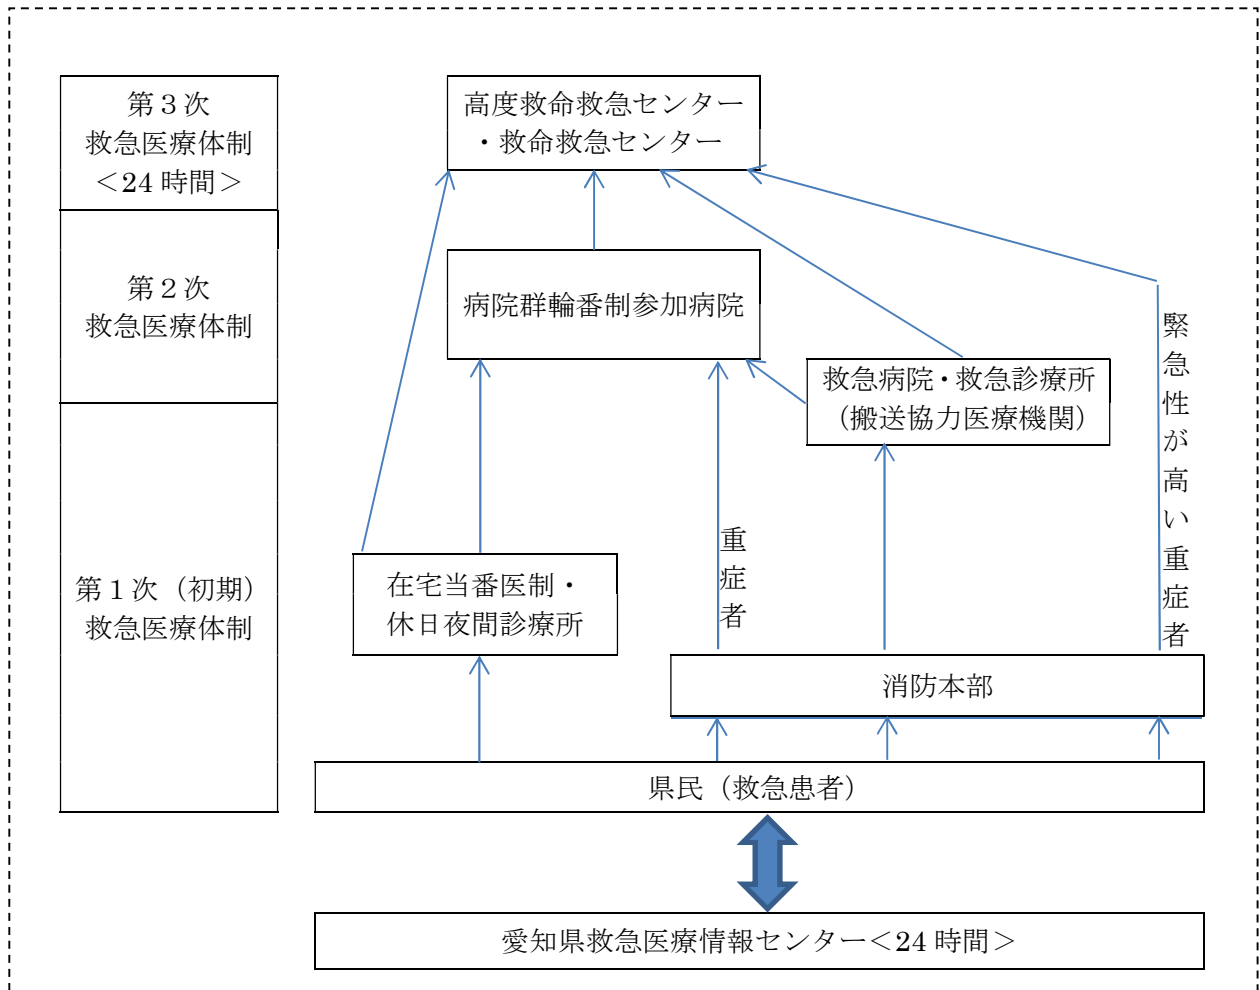 第３次
救急医療体制
＜24 時間＞
高度救命救急センター
・救命救急センター
第２次
救急医療体制
病院群輪番制参加病院
救急病院・救急診療所
（搬送協力医療機関）
緊急性が高い重症者
重症者
第１次（初期）
救急医療体制
在宅当番医制・
休日夜間診療所
消防本部
県民（救急患者）
愛知県救急医療情報センター＜24 時間＞